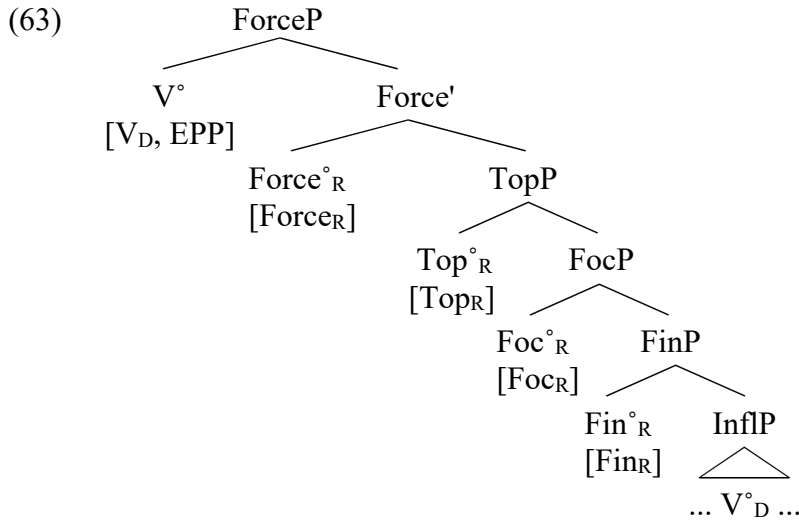 (63) ForceP
V° Force'
[V_D, EPP]
Force°_R TopP
[Force_R]
Top°_R FocP
[Top_R]
Foc°_R FinP
[Foc_R]
Fin°_R InflP
[Fin_R]
... V°_D ...